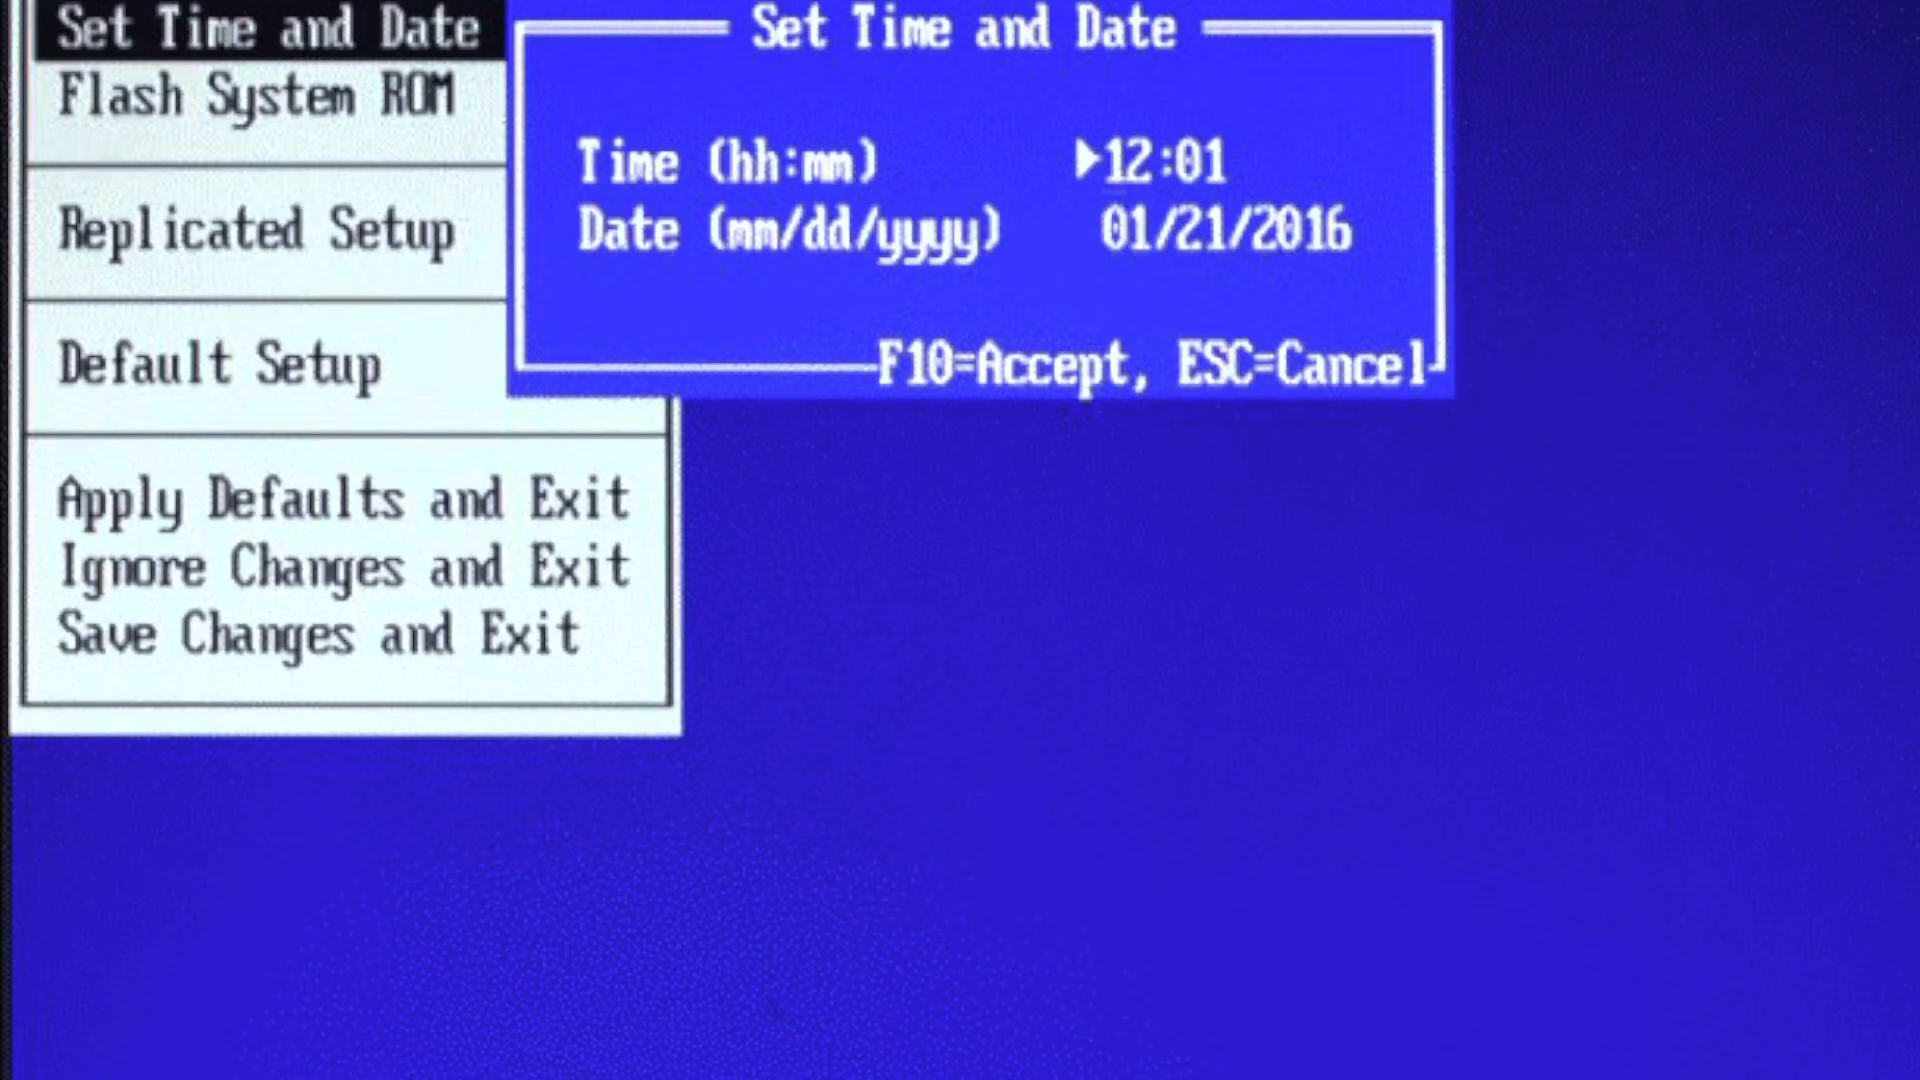 Set Time and Date
Flash System ROM
Replicated Setup
Default Setup
Apply Defaults and Exit
Ignore Changes and Exit
Save Changes and Exit
Set Time and Date
Time (hh:mm) 12:01
Date (mm/dd/yyyy) 01/21/2016
F10=Accept, ESC=Cancel